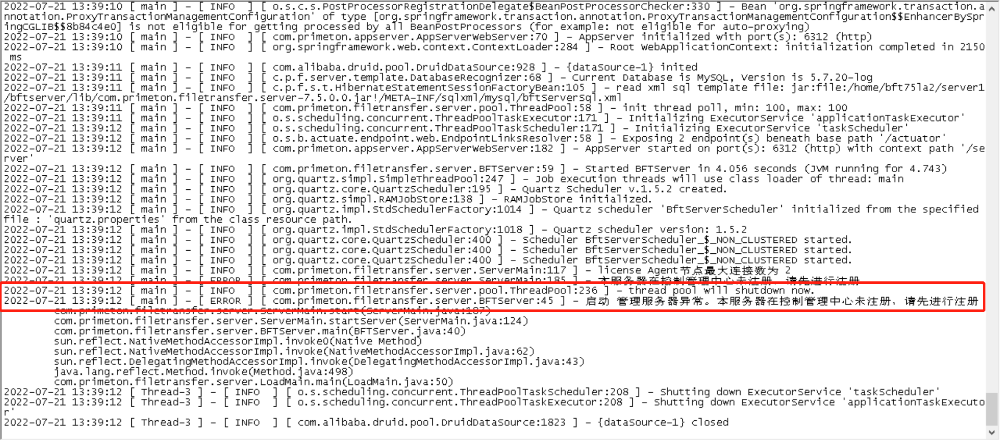 2022-07-21 13:39:10 [ main ] - [ INFO  ] [ o.s.c.s.PostProcessorRegistrationDelegate$BeanPostProcessorChecker:330 ] - Bean 'org.springframework.transaction.a
nnotation.ProxyTransactionManagementConfiguration' of type [org.springframework.transaction.annotation.ProxyTransactionManagementConfiguration$$EnhancerBySpr
ingCGLIB$$8b84c4e0] is not eligible for getting processed by all BeanPostProcessors (for example: not eligible for auto-proxying)
2022-07-21 13:39:10 [ main ] - [ INFO  ] [ com.primeton.appserver.AppServerWebServer:70 ] - AppServer initialized with port(s): 6312 (http)
2022-07-21 13:39:10 [ main ] - [ INFO  ] [ org.springframework.web.context.ContextLoader:284 ] - Root WebApplicationContext: initialization completed in 2150
 ms
2022-07-21 13:39:11 [ main ] - [ INFO  ] [ com.alibaba.druid.pool.DruidDataSource:928 ] - {dataSource-1} inited
2022-07-21 13:39:11 [ main ] - [ INFO  ] [ c.p.f.server.template.DatabaseRecognizer:68 ] - Current Database is MySQL, Version is 5.7.20-log
2022-07-21 13:39:11 [ main ] - [ INFO  ] [ c.p.f.s.t.HibernateStatementSessionFactoryBean:105 ] - read xml sql template file: jar:file:/home/bft75la2/server1
/bftserver/lib/com.primeton.filetransfer.server-7.5.0.0.jar!/META-INF/sqlxml/mysql/bftServerSql.xml
2022-07-21 13:39:11 [ main ] - [ INFO  ] [ com.primeton.filetransfer.server.pool.ThreadPool:58 ] - init thread poll, min: 100, max: 100
2022-07-21 13:39:11 [ main ] - [ INFO  ] [ o.s.scheduling.concurrent.ThreadPoolTaskExecutor:171 ] - Initializing ExecutorService 'applicationTaskExecutor'
2022-07-21 13:39:12 [ main ] - [ INFO  ] [ o.s.scheduling.concurrent.ThreadPoolTaskScheduler:171 ] - Initializing ExecutorService 'taskScheduler'
2022-07-21 13:39:12 [ main ] - [ INFO  ] [ o.s.b.actuate.endpoint.web.EndpointLinksResolver:58 ] - Exposing 2 endpoint(s) beneath base path '/actuator'
2022-07-21 13:39:12 [ main ] - [ INFO  ] [ com.primeton.appserver.AppServerWebServer:182 ] - AppServer started on port(s): 6312 (http) with context path '/se
rver'
2022-07-21 13:39:12 [ main ] - [ INFO  ] [ com.primeton.filetransfer.server.BFTServer:59 ] - Started BFTServer in 4.056 seconds (JVM running for 4.743)
2022-07-21 13:39:12 [ main ] - [ INFO  ] [ org.quartz.simpl.SimpleThreadPool:247 ] - Job execution threads will use class loader of thread: main
2022-07-21 13:39:12 [ main ] - [ INFO  ] [ org.quartz.core.QuartzScheduler:195 ] - Quartz Scheduler v.1.5.2 created.
2022-07-21 13:39:12 [ main ] - [ INFO  ] [ org.quartz.simpl.RAMJobStore:138 ] - RAMJobStore initialized.
2022-07-21 13:39:12 [ main ] - [ INFO  ] [ org.quartz.impl.StdSchedulerFactory:1014 ] - Quartz scheduler 'BftServerScheduler' initialized from the specified
file : 'quartz.properties' from the class resource path.
2022-07-21 13:39:12 [ main ] - [ INFO  ] [ org.quartz.impl.StdSchedulerFactory:1018 ] - Quartz scheduler version: 1.5.2
2022-07-21 13:39:12 [ main ] - [ INFO  ] [ org.quartz.core.QuartzScheduler:400 ] - Scheduler BftServerScheduler_$_NON_CLUSTERED started.
2022-07-21 13:39:12 [ main ] - [ INFO  ] [ org.quartz.core.QuartzScheduler:400 ] - Scheduler BftServerScheduler_$_NON_CLUSTERED started.
2022-07-21 13:39:12 [ main ] - [ INFO  ] [ org.quartz.core.QuartzScheduler:400 ] - Scheduler BftServerScheduler_$_NON_CLUSTERED started.
2022-07-21 13:39:12 [ main ] - [ INFO  ] [ com.primeton.filetransfer.server.ServerMain:117 ] - license Agent节点最大连接数为 2
2022-07-21 13:39:12 [ main ] - [ ERROR ] [ com.primeton.filetransfer.server.ServerMain:185 ] - 本服务器在控制管理中心未注册，请先进行注册
2022-07-21 13:39:12 [ main ] - [ INFO  ] [ com.primeton.filetransfer.server.pool.ThreadPool:236 ] - thread pool will shutdown now.
2022-07-21 13:39:12 [ main ] - [ ERROR ] [ com.primeton.filetransfer.server.BFTServer:45 ] - 启动 管理服务器异常。本服务器在控制管理中心未注册，请先进行注册
com.primeton.filetransfer.server.ServerMain.start(ServerMain.java:187)
com.primeton.filetransfer.server.ServerMain.startServer(ServerMain.java:124)
com.primeton.filetransfer.server.BFTServer.main(BFTServer.java:40)
sun.reflect.NativeMethodAccessorImpl.invoke0(Native Method)
sun.reflect.NativeMethodAccessorImpl.invoke(NativeMethodAccessorImpl.java:62)
sun.reflect.DelegatingMethodAccessorImpl.invoke(DelegatingMethodAccessorImpl.java:43)
java.lang.reflect.Method.invoke(Method.java:498)
com.primeton.filetransfer.server.LoadMain.main(LoadMain.java:50)
2022-07-21 13:39:12 [ Thread-3 ] - [ INFO  ] [ o.s.scheduling.concurrent.ThreadPoolTaskScheduler:208 ] - Shutting down ExecutorService 'taskScheduler'
2022-07-21 13:39:12 [ Thread-3 ] - [ INFO  ] [ o.s.scheduling.concurrent.ThreadPoolTaskExecutor:208 ] - Shutting down ExecutorService 'applicationTaskExecuto
r'
2022-07-21 13:39:12 [ Thread-3 ] - [ INFO  ] [ com.alibaba.druid.pool.DruidDataSource:1823 ] - {dataSource-1} closed